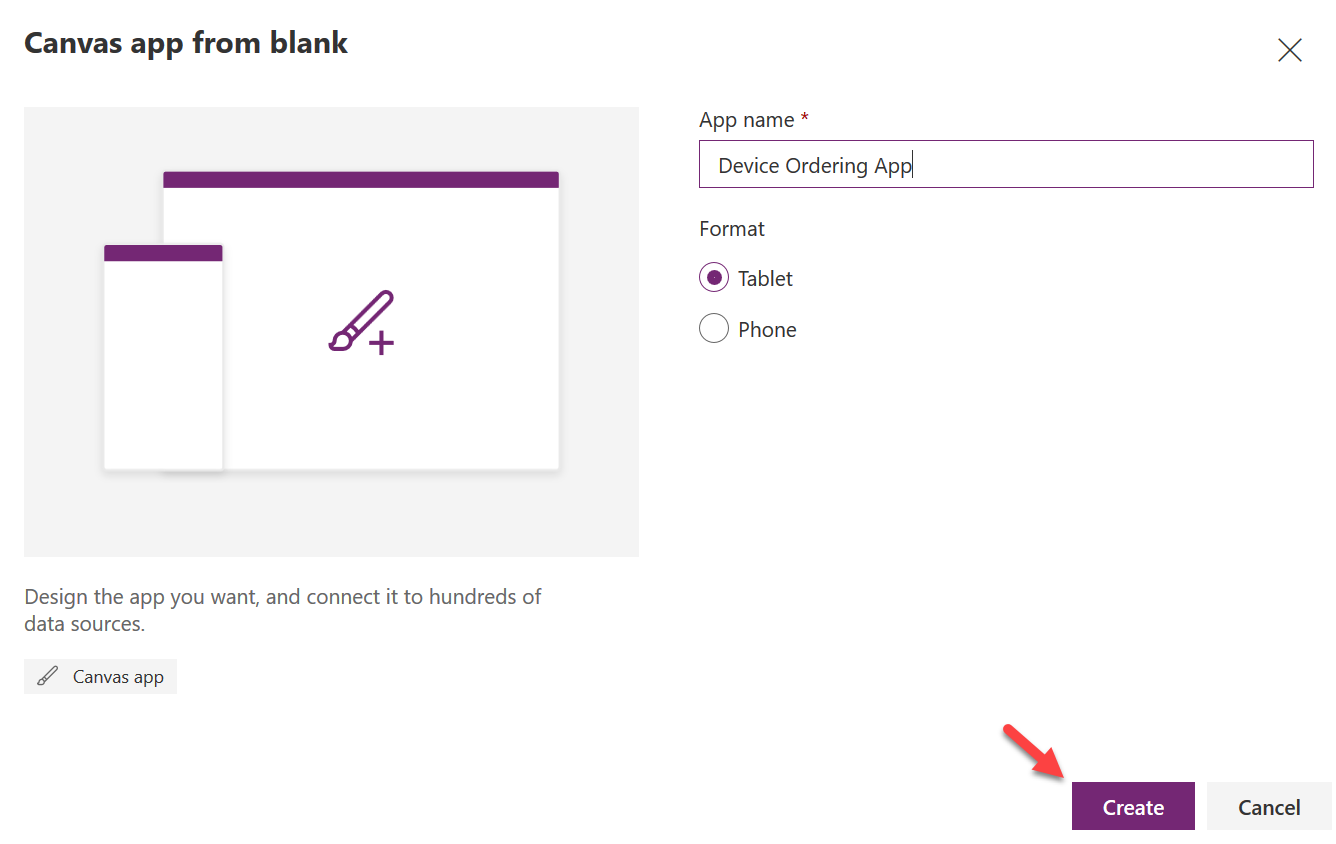 Canvas app from blank
App name *
Device Ordering App
Format
Tablet
Phone
Design the app you want, and connect it to hundreds of
data sources.
Canvas app
Create
Cancel